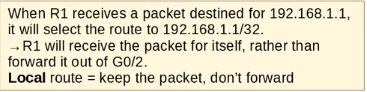 When R1 receives a packet destined for 192.168.1.1,
it will select the route to 192.168.1.1/32.
→R1 will receive the packet for itself, rather than
forward it out of G0/2.
Local route = keep the packet, don't forward